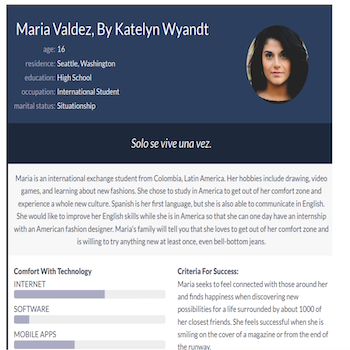 Maria Valdez, By Katelyn Wyandt
age: 16
residence: Seattle, Washington
education: High School
occupation: International Student
marital status: Situationship
Solo se vive una vez.
Maria is an international exchange student from Colombia, Latin America. Her hobbies include drawing, video
games, and learning about new fashions. She chose to study in America to get out of her comfort zone and
experience a whole new culture. Spanish is her first language, but she is also able to communicate in English.
She would like to improve her English skills while she is in America so that she can one day have an internship
with an American fashion designer. Maria's family will tell you that she loves to get out of her comfort zone and
is willing to try anything new at least once, even bell-bottom jeans.
Comfort With Technology
INTERNET
SOFTWARE
MOBILE APPS
Criteria For Success:
Maria seeks to feel connected with those around her
and finds happiness when discovering new
possibilities for a life surrounded by about 1000 of
her closest friends. She feels successful when she is
smiling on the cover of a magazine or from the end of
the runway.